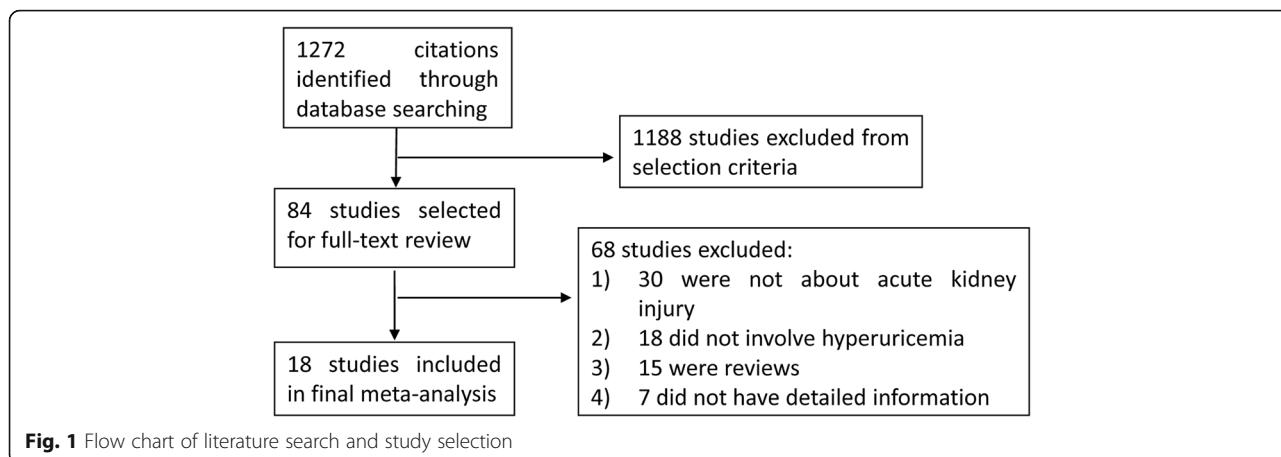 1272 citations
identified through
database searching
1188 studies excluded from
selection criteria
84 studies selected
for full-text review
68 studies excluded:
1) 30 were not about acute kidney
injury
2) 18 did not involve hyperuricemia
3) 15 were reviews
4) 7 did not have detailed information
18 studies included
in final meta-analysis
Fig. 1 Flow chart of literature search and study selection